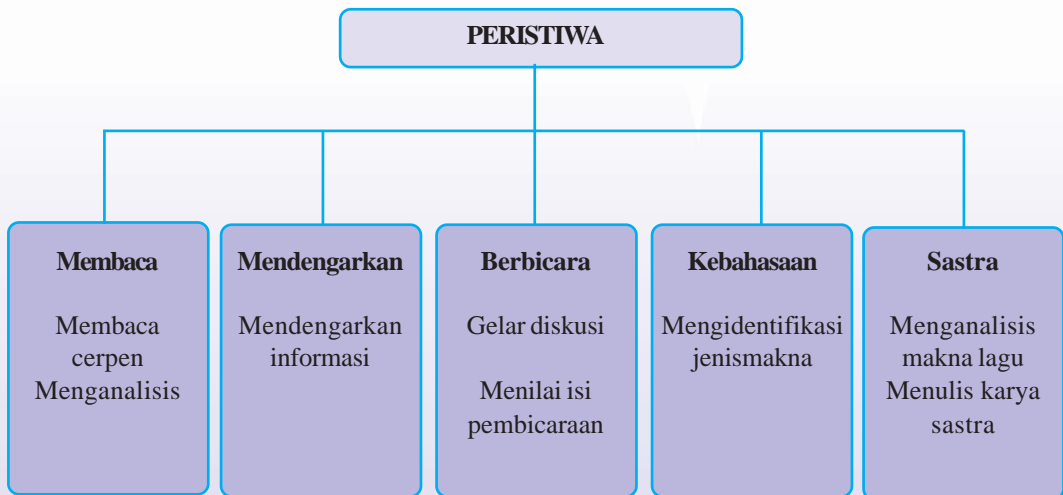 PERISTIWA
Membaca
Membaca
cerpen
Menganalisis
Mendengarkan
Mendengarkan
informasi
Berbicara
Gelar diskusi
Menilai isi
pembicaraan
Kebahasaan
Mengidentifikasi
jenismakna
Sastra
Menganalisis
makna lagu
Menulis karya
sastra